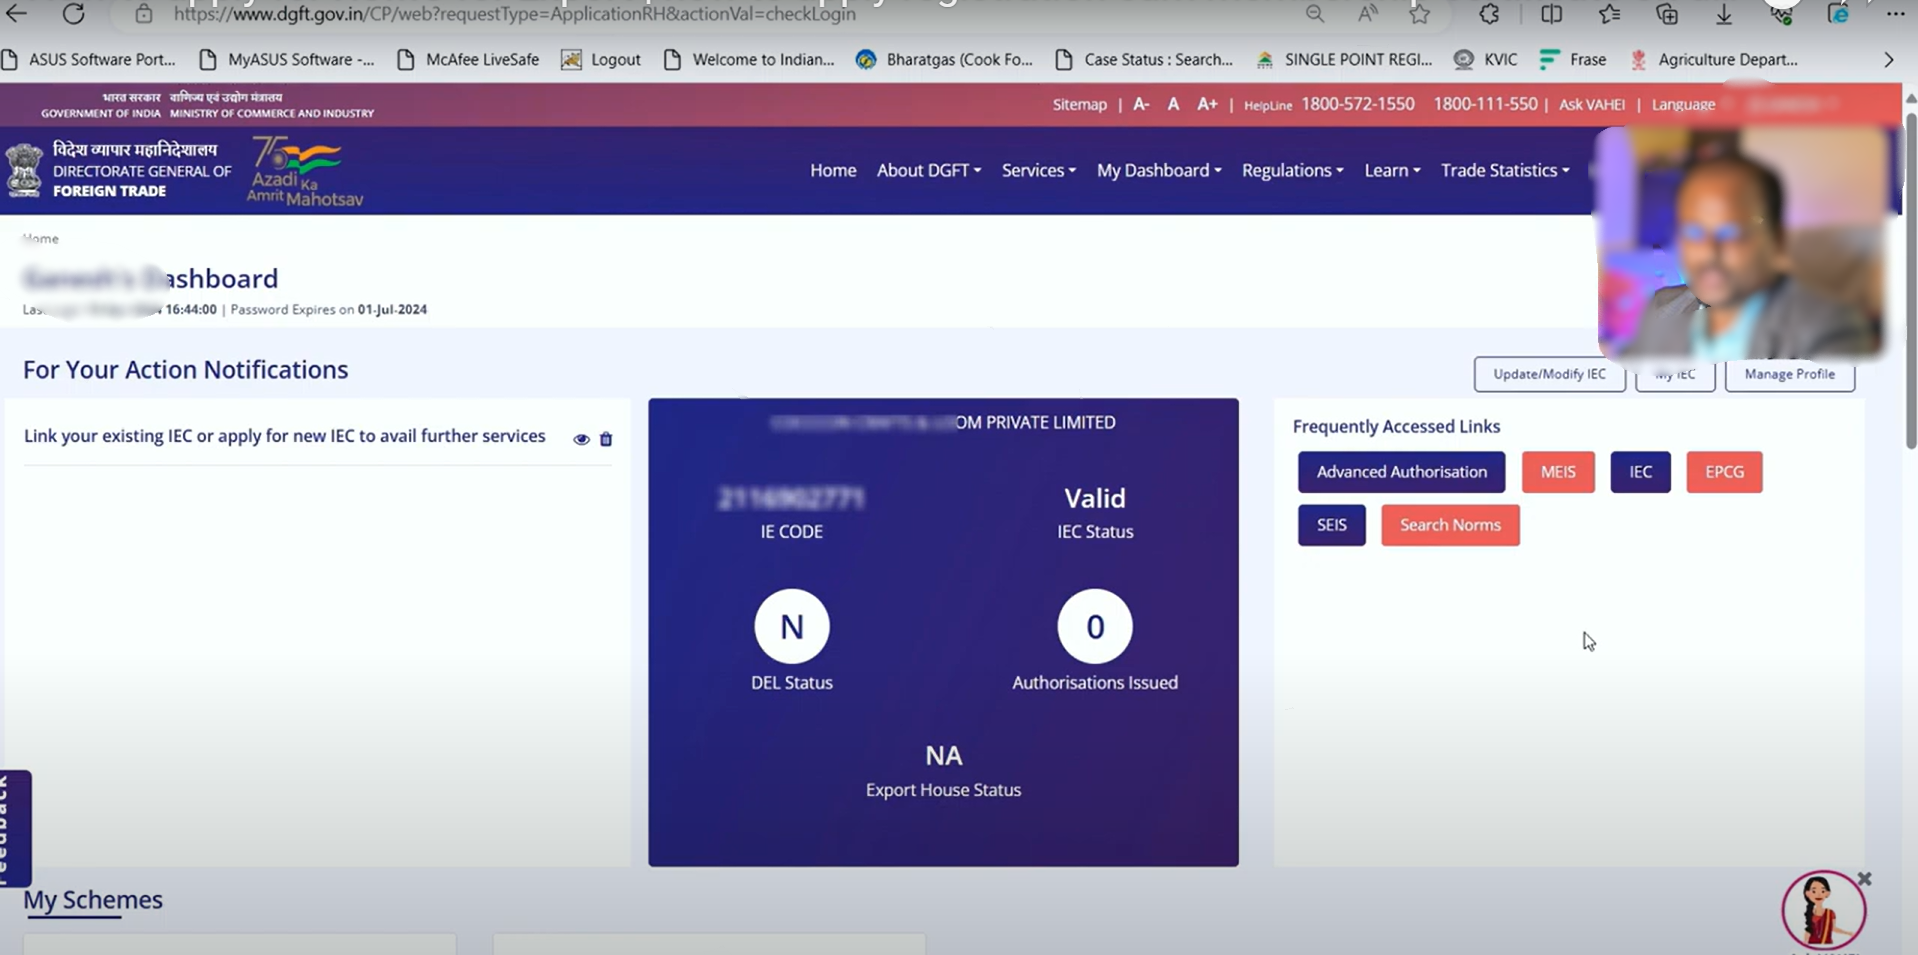 https://www.dgft.gov.in/CP/web?requestType=ApplicationRH&actionVal=checkLogin
ASUS Software Port... MyASUS Software -... McAfee LiveSafe Logout Welcome to Indian... Bharatgas (Cook Fo... Case Status : Search... SINGLE POINT REGI... KVIC Frase Agriculture Depart...
भारत सरकार वाणिज्य एवं उद्योग मंत्रालय
GOVERNMENT OF INDIA MINISTRY OF COMMERCE AND INDUSTRY
Sitemap | A- A A+ | HelpLine 1800-572-1550 1800-111-550 | Ask VAHEI | Language
विदेश व्यापार महानिदेशालय
DIRECTORATE GENERAL OF
FOREIGN TRADE
75
Azadi Ka
Amrit Mahotsav
Home About DGFT Services My Dashboard Regulations Learn Trade Statistics
Home
ashboard
16:44:00 | Password Expires on 01-Jul-2024
For Your Action Notifications
Update/Modify IEC My IEC Manage Profile
Link your existing IEC or apply for new IEC to avail further services
OM PRIVATE LIMITED
Valid
IE CODE
IEC Status
N
0
DEL Status
Authorisations Issued
NA
Export House Status
Frequently Accessed Links
Advanced Authorisation MEIS IEC EPCG
SEIS Search Norms
Feedback
My Schemes